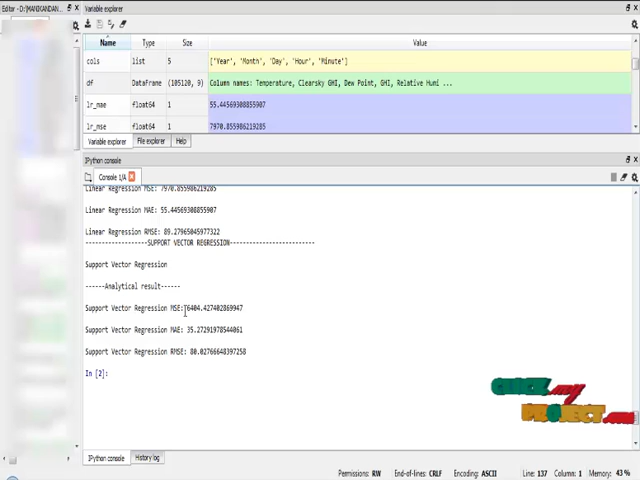 Editor - D:\MANIKANDAN...
Variable explorer
Name Type Size Value
cols list 5 ['Year', 'Month', 'Day', 'Hour', 'Minute']
df DataFrame (105120, 9) Column names: Temperature, Clearsky GHI, Dew Point, GHI, Relative Humi ...
lr_mae float64 1 55.44569308855907
lr_mse float64 1 7970.855986219285
Variable explorer File explorer Help
IPython console
Console 1/A
Linear Regression MSE: 7970.855986219285
Linear Regression MAE: 55.44569308855907
Linear Regression RMSE: 89.27965045977322
-------------------SUPPORT VECTOR REGRESSION--------------------------
Support Vector Regression
------Analytical result------
Support Vector Regression MSE: 6404.427402869947
Support Vector Regression MAE: 35.27291978544061
Support Vector Regression RMSE: 80.02766648397258
In [2]:
CLICK my
PROJECT.com
IPython console History log
Permissions: RW End-of-lines: CRLF Encoding: ASCII Line: 137 Column: 1 Memory: 43 %